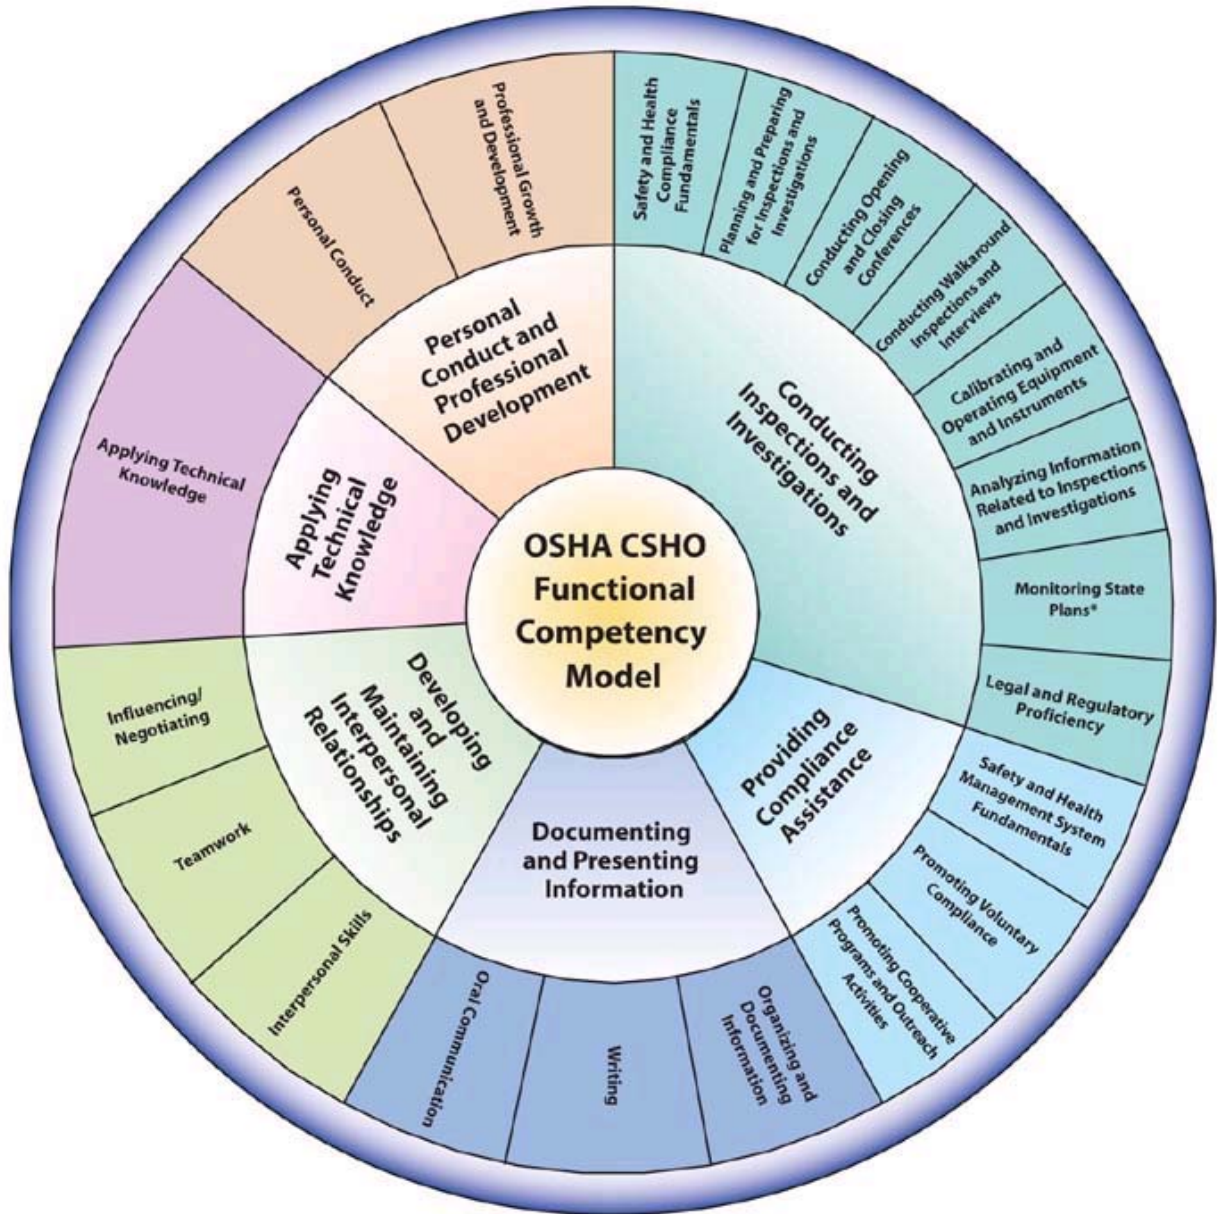 OSHA CSHO
Functional
Competency
Model
Conducting
Inspections and
Investigations
Safety and Health
Compliance
Fundamentals
Planning and Preparing
for Inspections and
Investigations
Conducting Opening
and Closing
Conferences
Conducting Walkaround
Inspections and
Interviews
Calibrating and
Operating Equipment
and Instruments
Analyzing Information
Related to Inspections
and Investigations
Monitoring State
Plans*
Legal and Regulatory
Proficiency
Providing
Compliance
Assistance
Safety and Health
Management System
Fundamentals
Promoting Voluntary
Compliance
Promoting Cooperative
Programs and Outreach
Activities
Documenting
and Presenting
Information
Organizing and
Documenting
Information
Writing
Oral Communication
Developing
and
Maintaining
Interpersonal
Relationships
Interpersonal Skills
Teamwork
Influencing/
Negotiating
Applying
Technical
Knowledge
Applying Technical
Knowledge
Personal
Conduct and
Professional
Development
Personal Conduct
Professional Growth
and Development